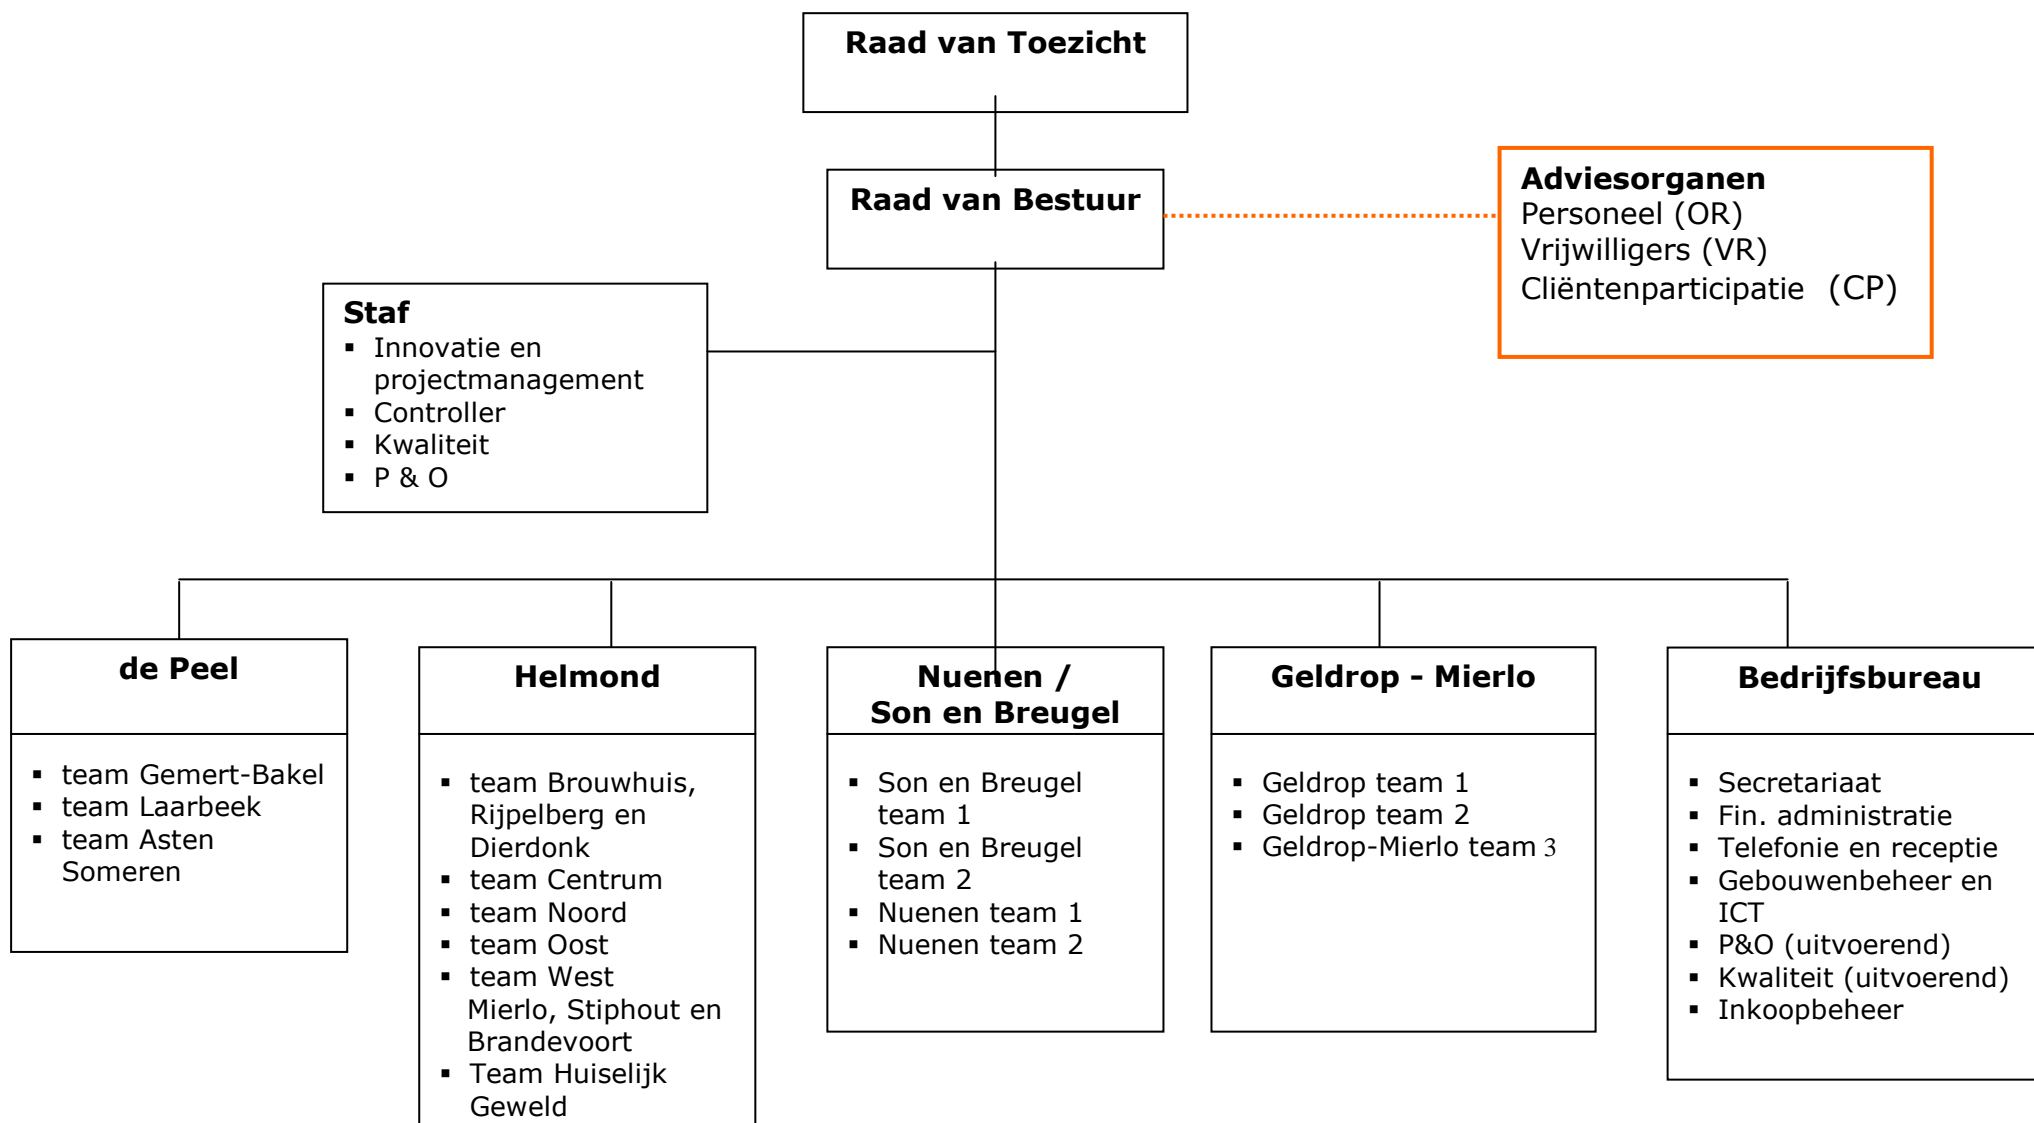 Raad van Toezicht
Raad van Bestuur
Adviesorganen
Personeel (OR)
Vrijwilligers (VR)
Cliëntenparticipatie (CP)
Staf
▪ Innovatie en
projectmanagement
▪ Controller
▪ Kwaliteit
▪ P & O
de Peel
▪ team Gemert-Bakel
▪ team Laarbeek
▪ team Asten
Someren
Helmond
▪ team Brouwhuis,
Rijpelberg en
Dierdonk
▪ team Centrum
▪ team Noord
▪ team Oost
▪ team West
Mierlo, Stiphout en
Brandevoort
▪ Team Huiselijk
Geweld
Nuenen /
Son en Breugel
▪ Son en Breugel
team 1
▪ Son en Breugel
team 2
▪ Nuenen team 1
▪ Nuenen team 2
Geldrop - Mierlo
▪ Geldrop team 1
▪ Geldrop team 2
▪ Geldrop-Mierlo team 3
Bedrijfsbureau
▪ Secretariaat
▪ Fin. administratie
▪ Telefonie en receptie
▪ Gebouwenbeheer en
ICT
▪ P&O (uitvoerend)
▪ Kwaliteit (uitvoerend)
▪ Inkoopbeheer